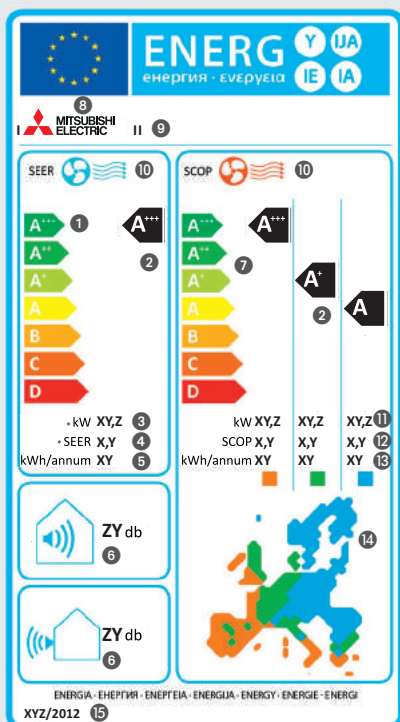 ENERG Y IJA
енергия · ενεργεια IE IA
8
I MITSUBISHI ELECTRIC II 9
SEER 10
SCOP 10
A+++ 1 A+++
A++ 2
A+
A
B
C
D
A+++ A+++
A++ 7
A+ A+
A 2 A
B
C
D
kW XY,Z 3
SEER X,Y 4
kWh/annum XY 5
kW XY,Z XY,Z XY,Z 11
SCOP X,Y X,Y X,Y 12
kWh/annum XY XY XY 13
ZY db
6
ZY db
6
14
ENERGIA · ЕНЕРГИЯ · ΕΝΕΡΓΕΙΑ · ENERGIJA · ENERGY · ENERGIE · ENERGI
XYZ/2012 15